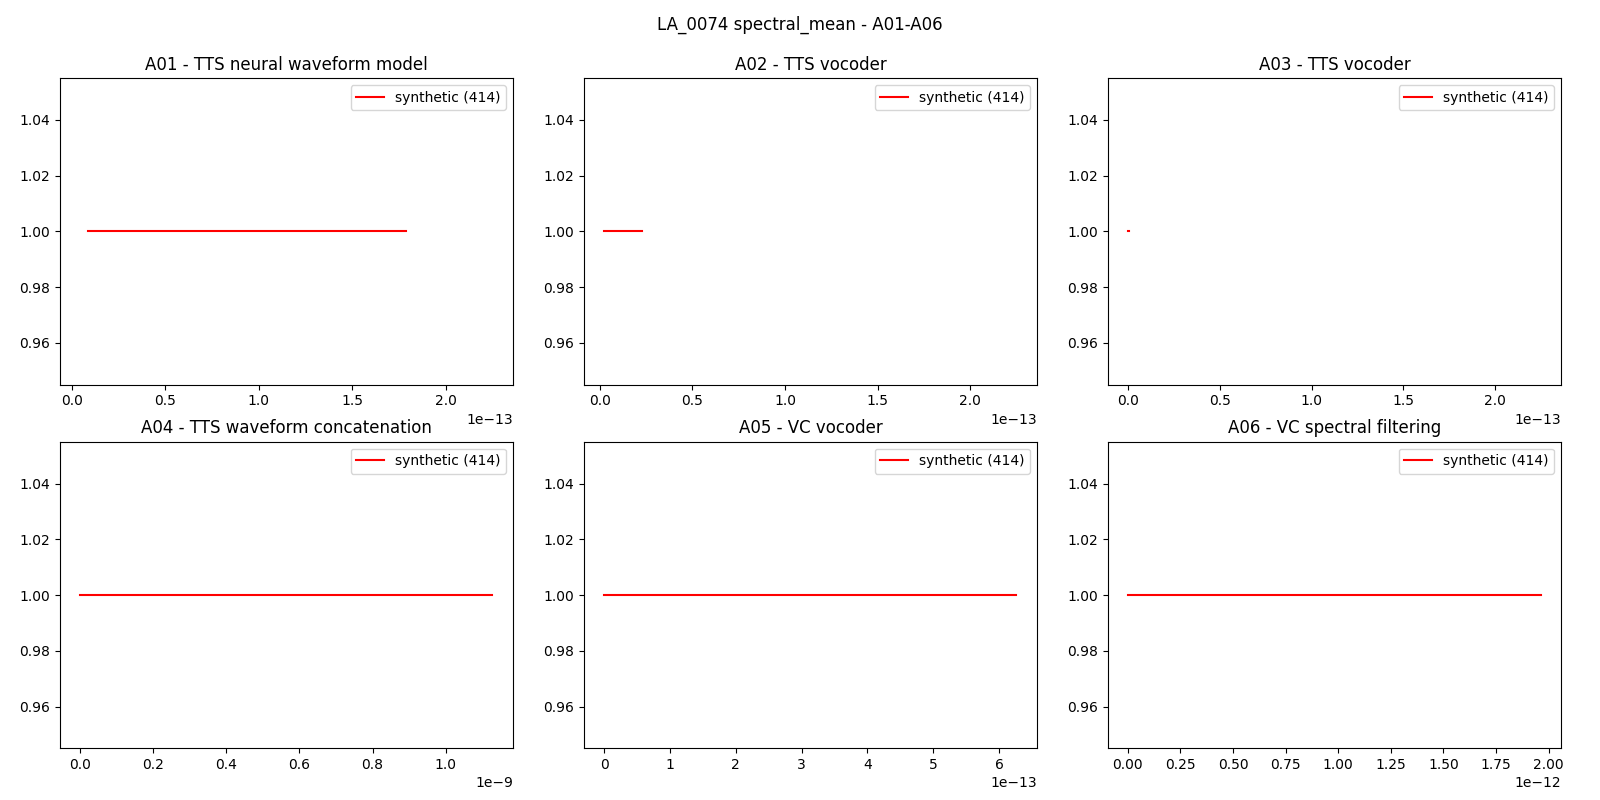 LA_0074 spectral_mean - A01-A06
A01 - TTS neural waveform model
synthetic (414)
1.04
1.02
1.00
0.98
0.96
0.0 0.5 1.0 1.5 2.0
1e−13
A02 - TTS vocoder
synthetic (414)
1.04
1.02
1.00
0.98
0.96
0.0 0.5 1.0 1.5 2.0
1e−13
A03 - TTS vocoder
synthetic (414)
1.04
1.02
1.00
0.98
0.96
0.0 0.5 1.0 1.5 2.0
1e−13
A04 - TTS waveform concatenation
synthetic (414)
1.04
1.02
1.00
0.98
0.96
0.0 0.2 0.4 0.6 0.8 1.0
1e−9
A05 - VC vocoder
synthetic (414)
1.04
1.02
1.00
0.98
0.96
0 1 2 3 4 5 6
1e−13
A06 - VC spectral filtering
synthetic (414)
1.04
1.02
1.00
0.98
0.96
0.00 0.25 0.50 0.75 1.00 1.25 1.50 1.75 2.00
1e−12